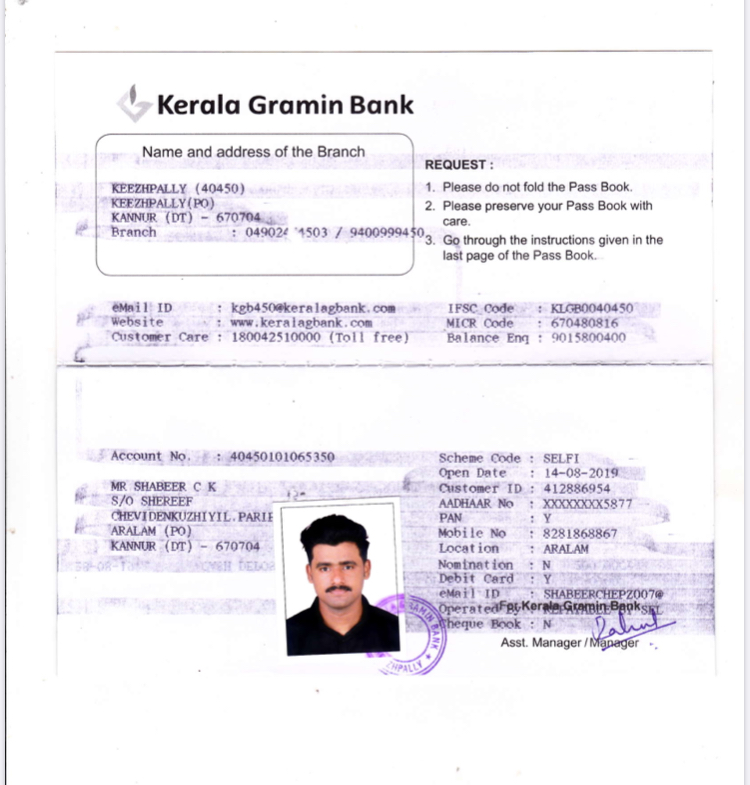 Kerala Gramin Bank
Name and address of the Branch
KEEZHPALLY (40450)
KEEZHPALLY(PO)
KANNUR (DT) - 670704
Branch : 049024 4503 / 9400999450
REQUEST :
1. Please do not fold the Pass Book.
2. Please preserve your Pass Book with
care.
3. Go through the instructions given in the
last page of the Pass Book.
eMail ID : kgb450@keralagbank.com
Website : www.keralagbank.com
Customer Care : 180042510000 (Toll free)
IFSC Code : KLGB0040450
MICR Code : 670480816
Balance Enq : 9015800400
Account No. : 40450101065350
MR SHABEER C K
S/O SHEREEF
CHEVIDENKUZHIYIL.PARIE
ARALAM (PO)
KANNUR (DT) - 670704
Scheme Code : SELFI
Open Date : 14-08-2019
Customer ID : 412886954
AADHAAR No : XXXXXXXX5877
PAN : Y
Mobile No : 8281868867
Location : ARALAM
Nomination : N
Debit Card : Y
eMail ID : SHABEERCHEPZ007@
Operated By
For Kerala Gramin Bank
Cheque Book : N
Asst. Manager / Manager
GRAMIN BANK
ZHPALLY